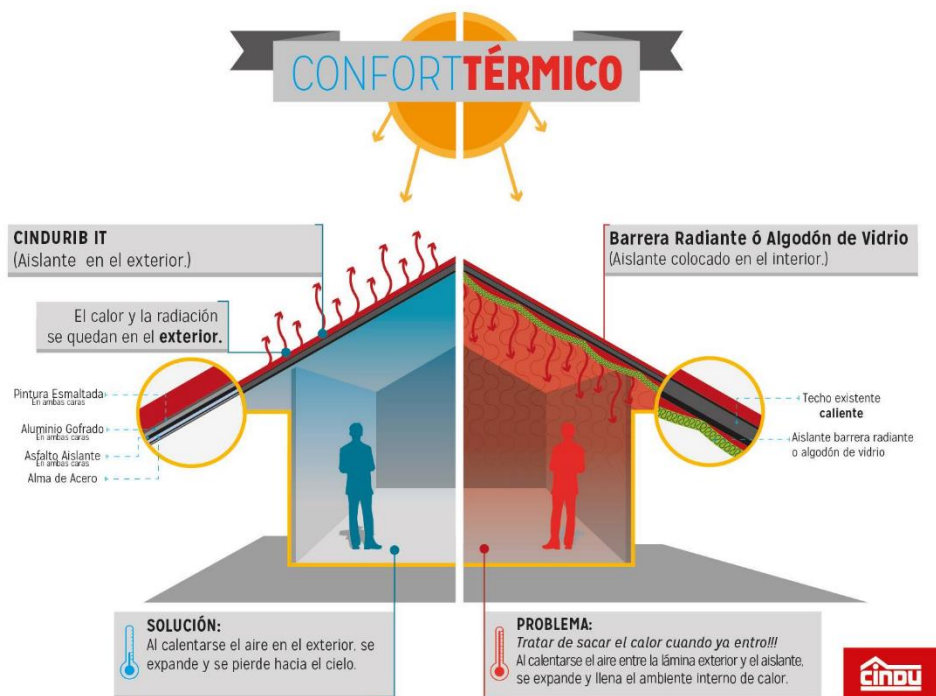 CONFORTTÉRMICO
CINDURIB IT
(Aislante en el exterior.)
El calor y la radiación
se quedan en el exterior.
Pintura Esmaltada
En ambas caras
Aluminio Gofrado
En ambas caras
Asfalto Aislante
En ambas caras
Alma de Acero
Barrera Radiante ó Algodón de Vidrio
(Aislante colocado en el interior.)
Techo existente
caliente
Aislante barrera radiante
o algodón de vidrio
SOLUCIÓN:
Al calentarse el aire en el exterior, se
expande y se pierde hacia el cielo.
PROBLEMA:
Tratar de sacar el calor cuando ya entro!!!
Al calentarse el aire entre la lámina exterior y el aislante,
se expande y llena el ambiente interno de calor.
cindu